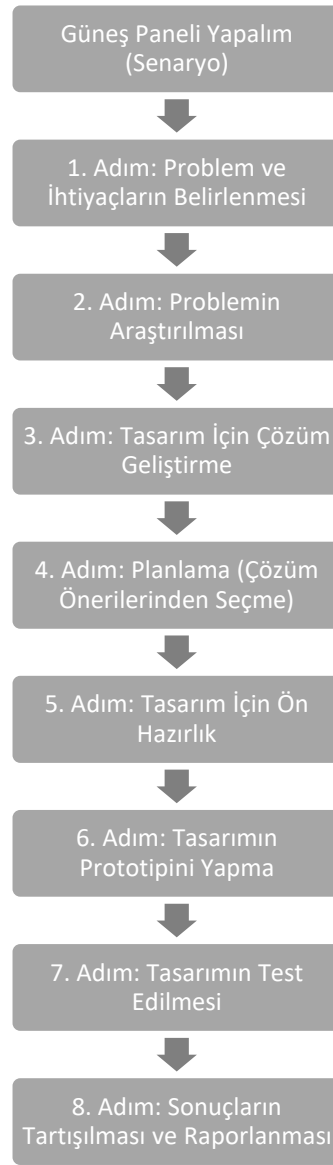 Güneş Paneli Yapalım
(Senaryo)
1. Adım: Problem ve
İhtiyaçların Belirlenmesi
2. Adım: Problemin
Araştırılması
3. Adım: Tasarım İçin Çözüm
Geliştirme
4. Adım: Planlama (Çözüm
Önerilerinden Seçme)
5. Adım: Tasarım İçin Ön
Hazırlık
6. Adım: Tasarımın
Prototipini Yapma
7. Adım: Tasarımın Test
Edilmesi
8. Adım: Sonuçların
Tartışılması ve Raporlanması